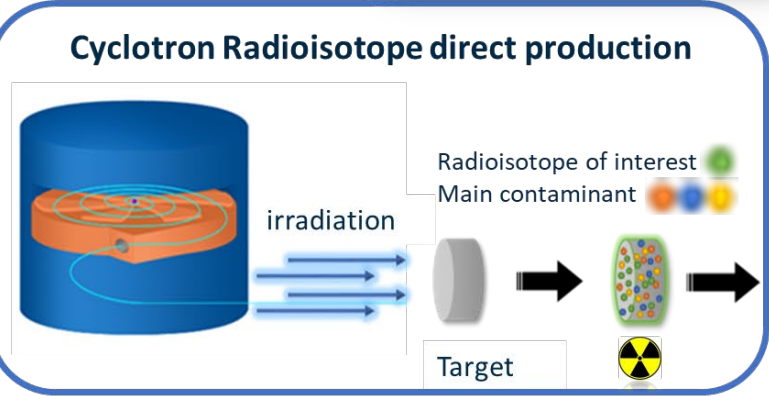 Cyclotron Radioisotope direct production
Radioisotope of interest
Main contaminant
irradiation
Target